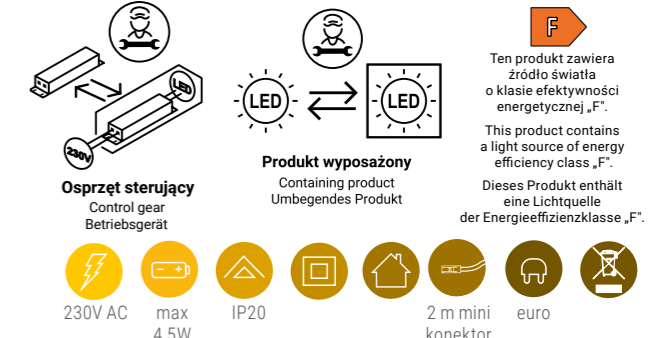 F
LED
230V
LED
LED
Osprzęt sterujący
Control gear
Betriebsgerät
Produkt wyposażony
Containing product
Umbegendes Produkt
Ten produkt zawiera
źródło światła
o klasie efektywności
energetycznej „F".
This product contains
a light source of energy
efficiency class „F".
Dieses Produkt enthält
eine Lichtquelle
der Energieeffizienzklasse „F".
230V AC
max
4.5W
IP20
2 m mini
konektor
euro